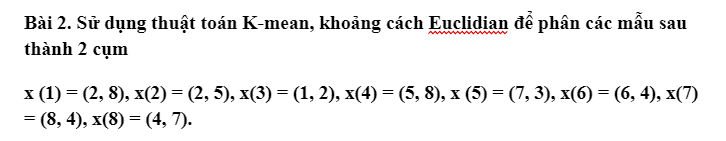 Bài 2. Sử dụng thuật toán K-mean, khoảng cách Euclidian để phân các mẫu sau
thành 2 cụm
x (1) = (2, 8), x(2) = (2, 5), x(3) = (1, 2), x(4) = (5, 8), x (5) = (7, 3), x(6) = (6, 4), x(7)
= (8, 4), x(8) = (4, 7).